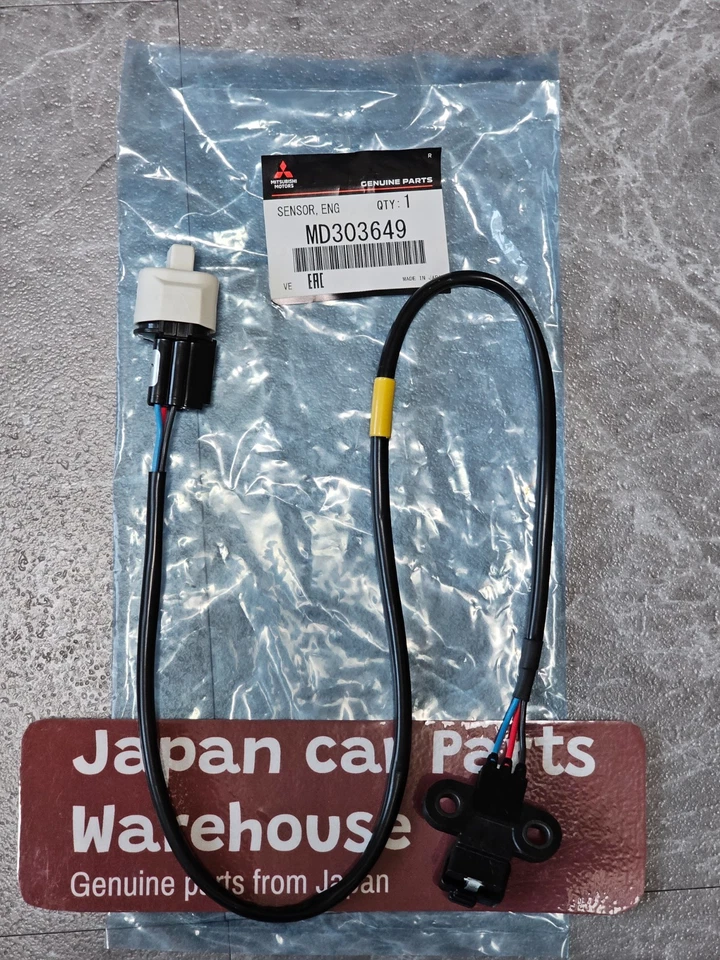 R
MITSUBISHI
MOTORS
GENUINE PARTS
SENSOR, ENG QTY: 1
MD303649
VE EAC MADE IN JAPAN
Japan car Parts
Warehouse
Genuine parts from Japan